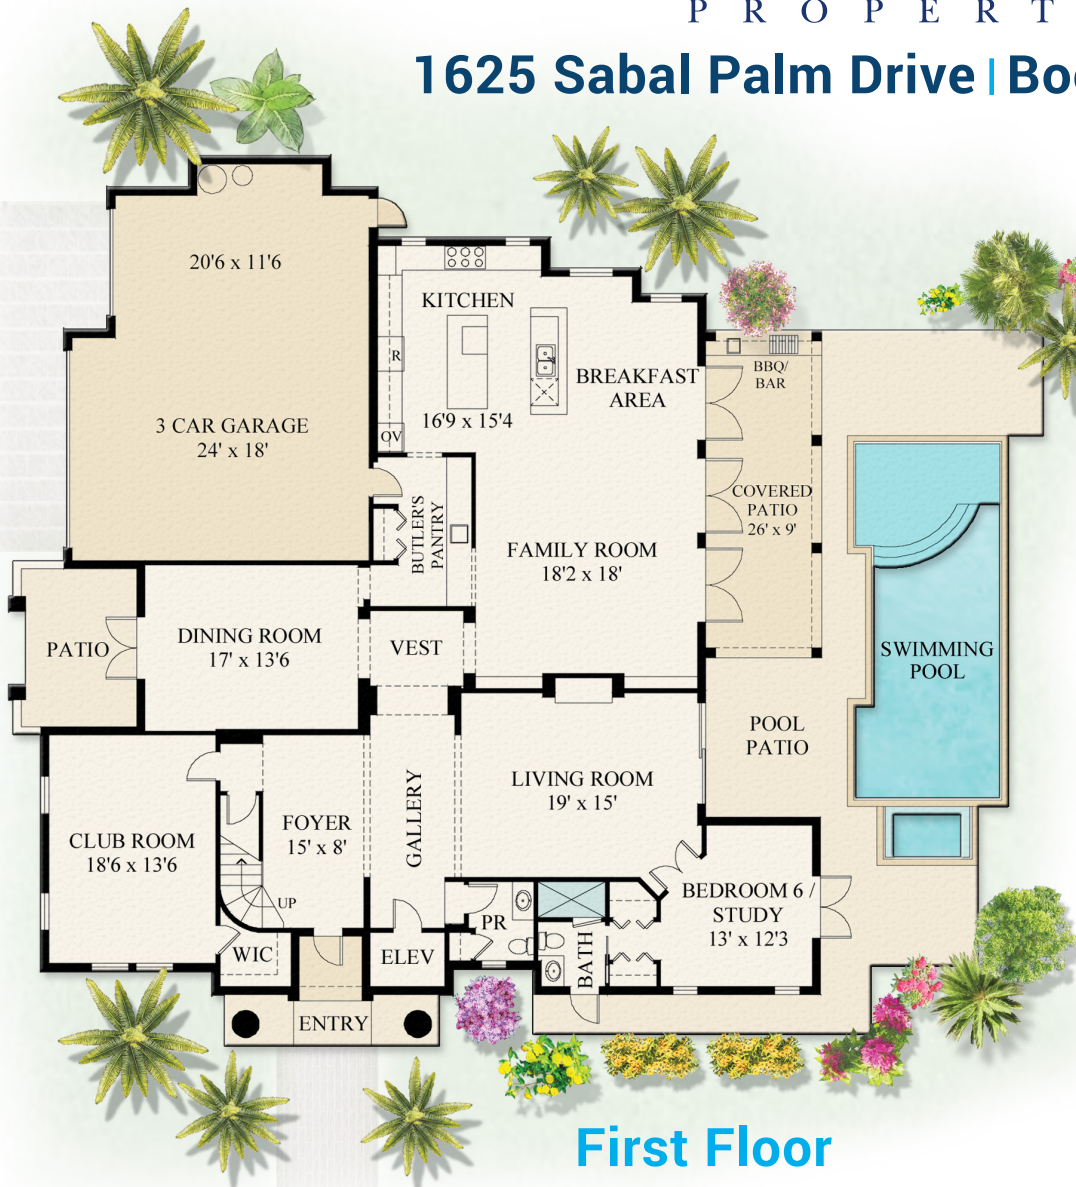 P R O P E R T
1625 Sabal Palm Drive | Boc
20'6 x 11'6
KITCHEN
R
BREAKFAST
AREA
BBQ/
BAR
16'9 x 15'4
OV
3 CAR GARAGE
24' x 18'
BUTLER'S
PANTRY
COVERED
PATIO
26' x 9'
FAMILY ROOM
18'2 x 18'
PATIO
DINING ROOM
17' x 13'6
VEST
SWIMMING
POOL
POOL
PATIO
LIVING ROOM
19' x 15'
GALLERY
FOYER
15' x 8'
CLUB ROOM
18'6 x 13'6
UP
BEDROOM 6 /
STUDY
13' x 12'3
PR
WIC
ELEV
BATH
ENTRY
First Floor